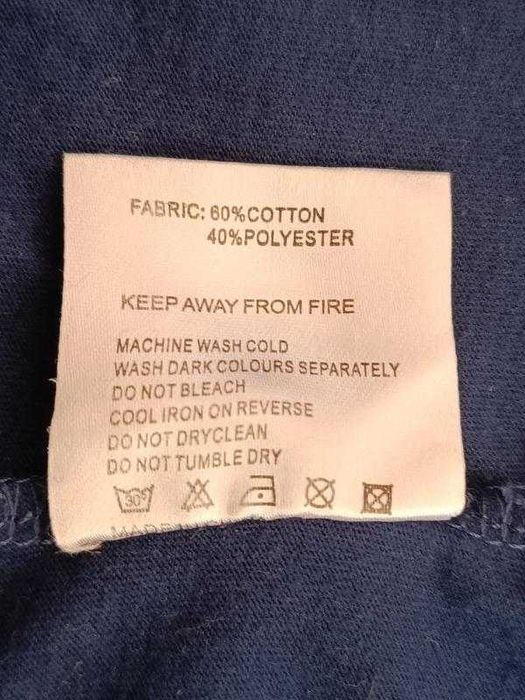 FABRIC: 60%COTTON
40%POLYESTER
KEEP AWAY FROM FIRE
MACHINE WASH COLD
WASH DARK COLOURS SEPARATELY
DO NOT BLEACH
COOL IRON ON REVERSE
DO NOT DRYCLEAN
DO NOT TUMBLE DRY
30°